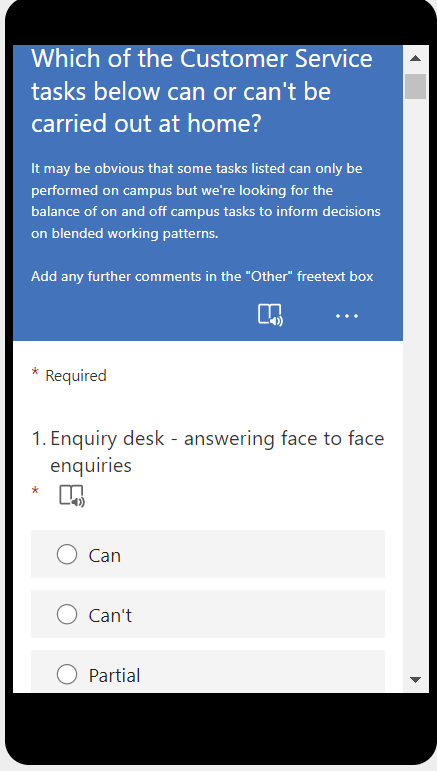 Which of the Customer Service
tasks below can or can't be
carried out at home?
It may be obvious that some tasks listed can only be
performed on campus but we're looking for the
balance of on and off campus tasks to inform decisions
on blended working patterns.
Add any further comments in the "Other" freetext box
...
* Required
1. Enquiry desk - answering face to face
enquiries
*
Can
Can't
Partial